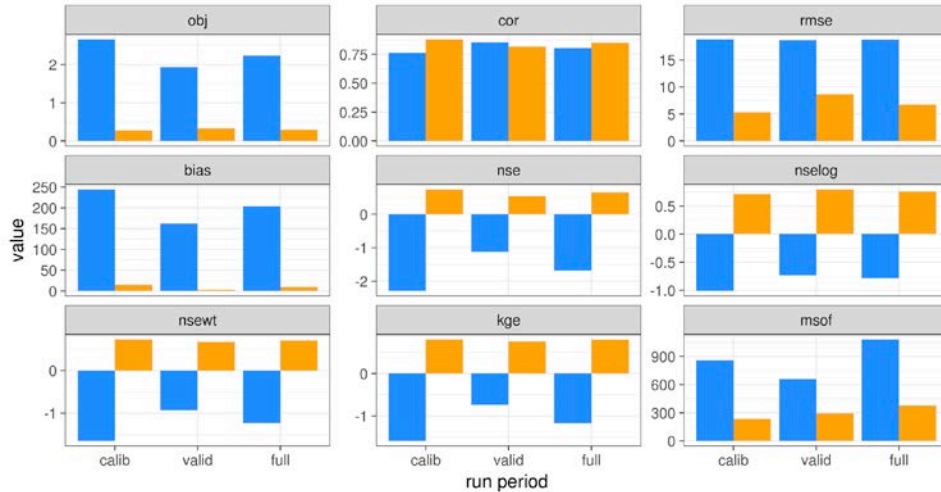 obj
cor
rmse
2
1
0
0.75
0.50
0.25
0.00
15
10
5
0
bias
nse
nselog
250
200
150
100
50
0
0
-1
-2
0.5
0.0
-0.5
-1.0
nsewt
kge
msof
0
-1
0
-1
900
600
300
0
calib valid full
calib valid full
calib valid full
value
run period